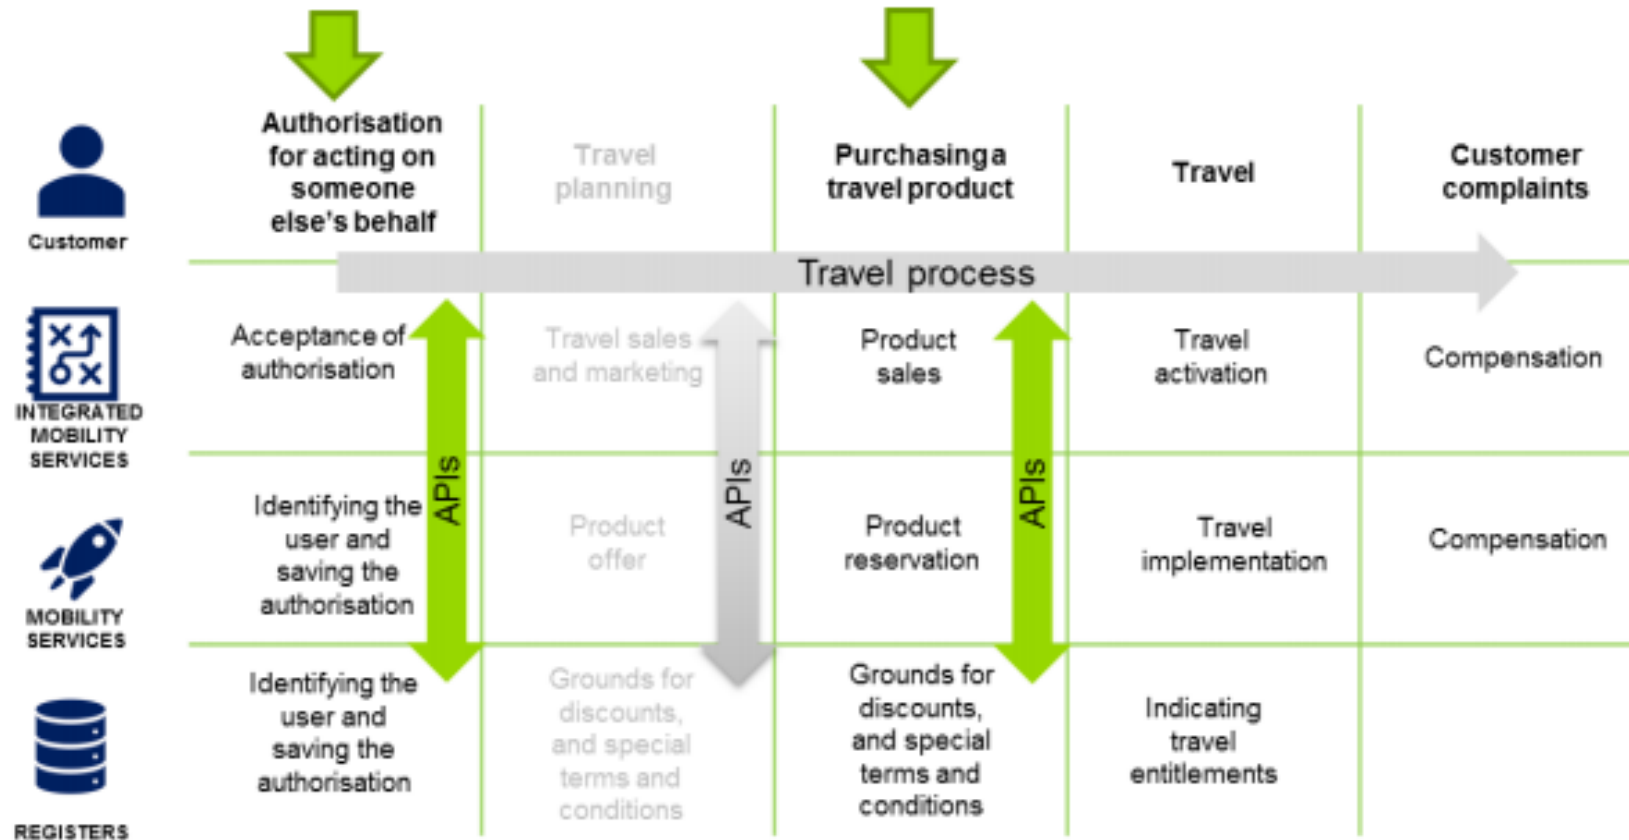 Authorisation
for acting on
someone
else's behalf
Travel
planning
Purchasing a
travel product
Travel
Customer
complaints
Customer
Travel process
Acceptance of
authorisation
Travel sales
and marketing
Product
sales
Travel
activation
Compensation
INTEGRATED
MOBILITY
SERVICES
APIs
APIs
APIs
Identifying the
user and
saving the
authorisation
Product
offer
Product
reservation
Travel
implementation
Compensation
MOBILITY
SERVICES
Identifying the
user and
saving the
authorisation
Grounds for
discounts,
and special
terms and
conditions
Grounds for
discounts,
and special
terms and
conditions
Indicating
travel
entitlements
REGISTERS